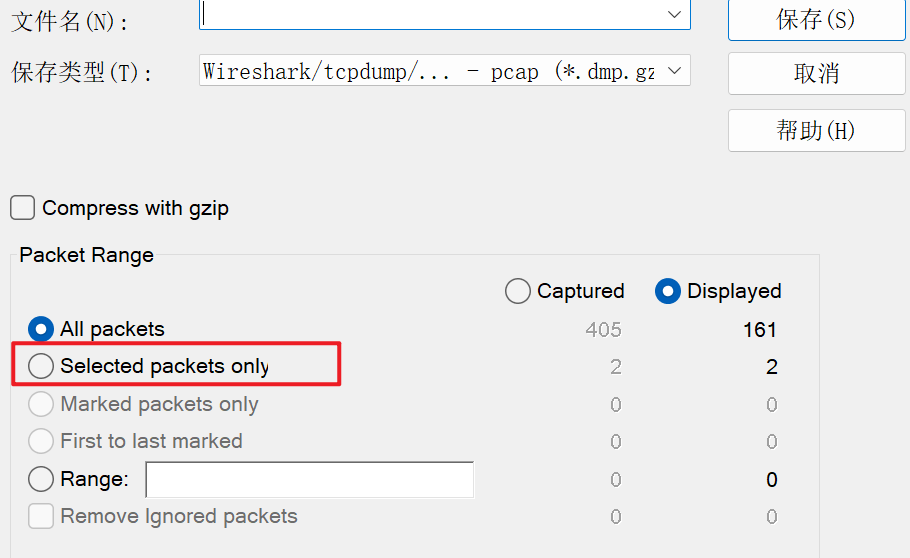 文件名(N):
保存(S)
保存类型(T):
Wireshark/tcpdump/... - pcap (*.dmp.gz
取消
帮助(H)
Compress with gzip
Packet Range
Captured Displayed
All packets 405 161
Selected packets only 2 2
Marked packets only 0 0
First to last marked 0 0
Range: 0 0
Remove Ignored packets 0 0